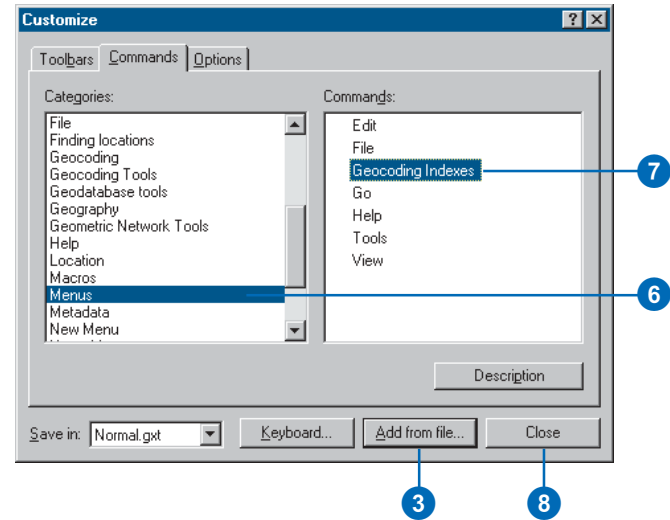 Customize
Toolbars Commands Options
Categories:
File
Finding locations
Geocoding
Geocoding Tools
Geodatabase tools
Geography
Geometric Network Tools
Help
Location
Macros
Menus
Metadata
New Menu
Commands:
Edit
File
Geocoding Indexes
Go
Help
Tools
View
7
6
Description
Save in: Normal.gxt Keyboard... Add from file... Close
3 8